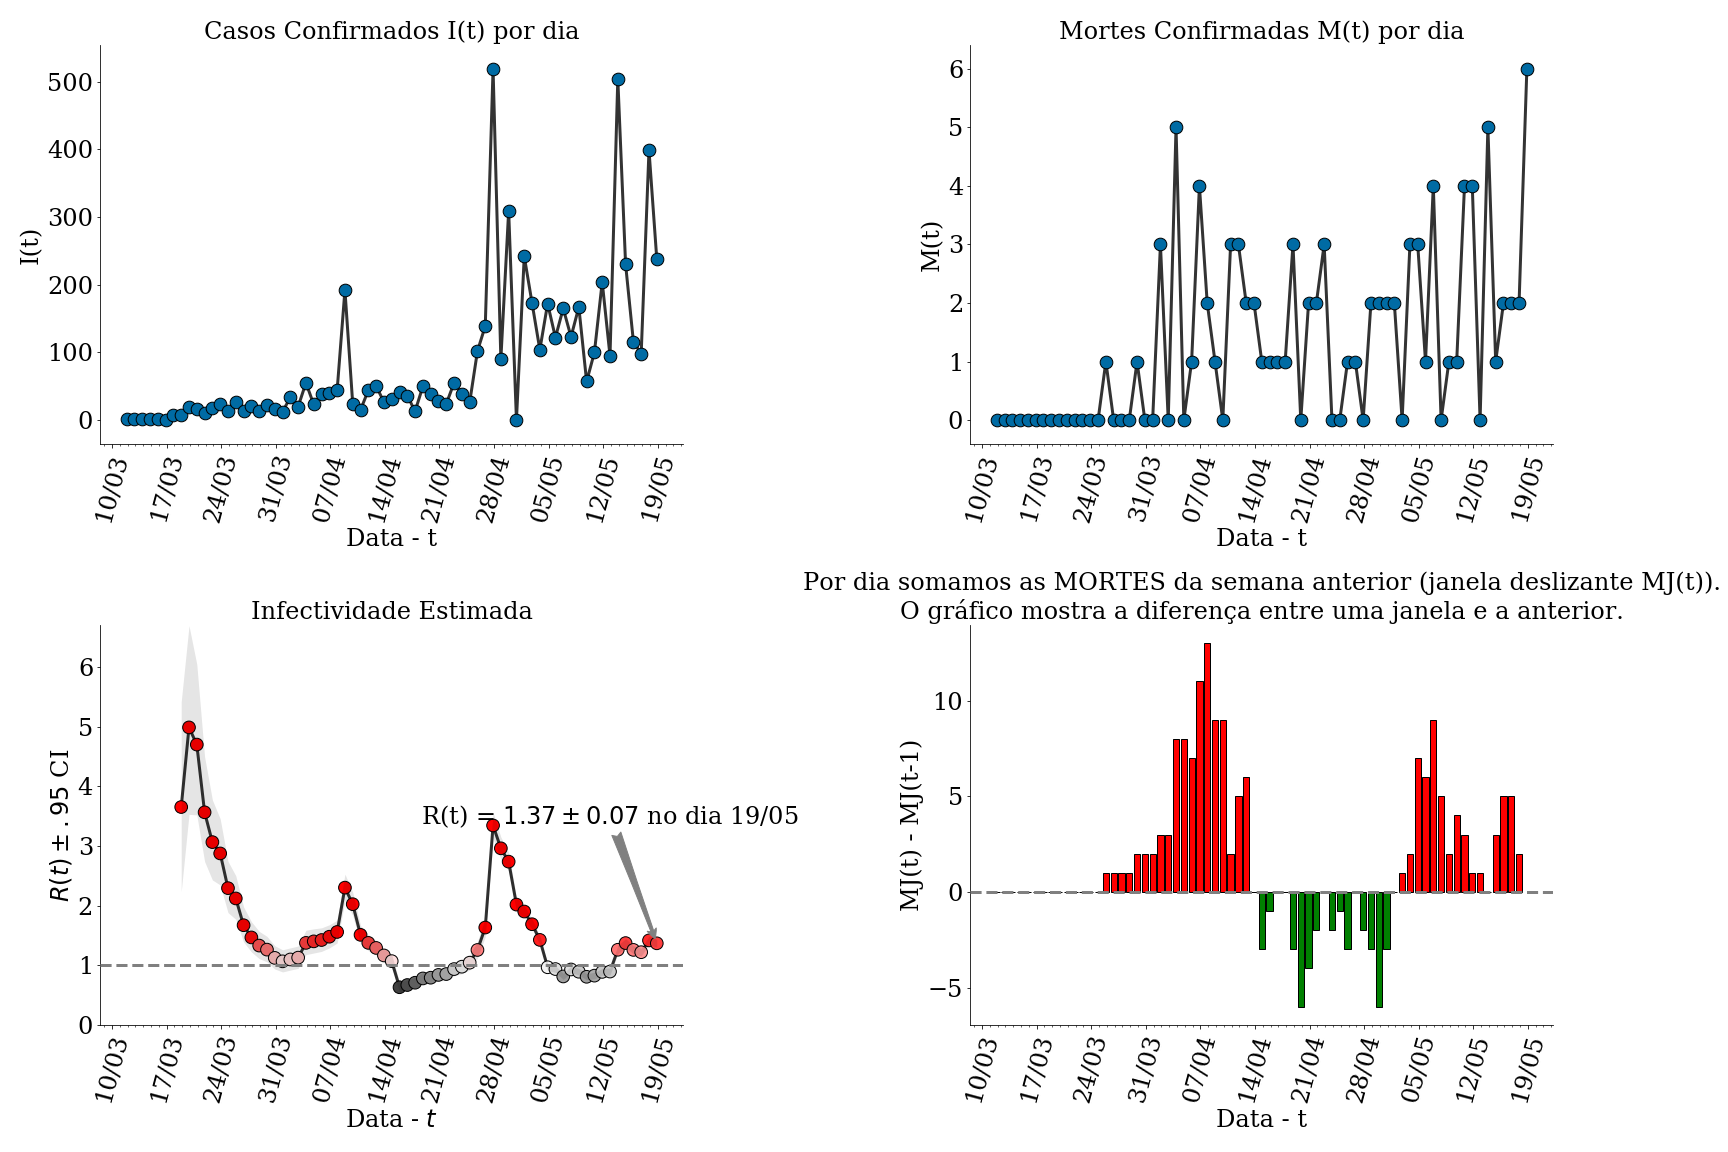 Casos Confirmados I(t) por dia
I(t)
500
400
300
200
100
0
10/03 17/03 24/03 31/03 07/04 14/04 21/04 28/04 05/05 12/05 19/05
Data - t
Mortes Confirmadas M(t) por dia
M(t)
6
5
4
3
2
1
0
10/03 17/03 24/03 31/03 07/04 14/04 21/04 28/04 05/05 12/05 19/05
Data - t
Infectividade Estimada
R(t) ± .95 CI
6
5
4
3
2
1
0
R(t) = 1.37 ± 0.07 no dia 19/05
10/03 17/03 24/03 31/03 07/04 14/04 21/04 28/04 05/05 12/05 19/05
Data - t
Por dia somamos as MORTES da semana anterior (janela deslizante MJ(t)).
O gráfico mostra a diferença entre uma janela e a anterior.
MJ(t) - MJ(t-1)
10
5
0
−5
10/03 17/03 24/03 31/03 07/04 14/04 21/04 28/04 05/05 12/05 19/05
Data - t